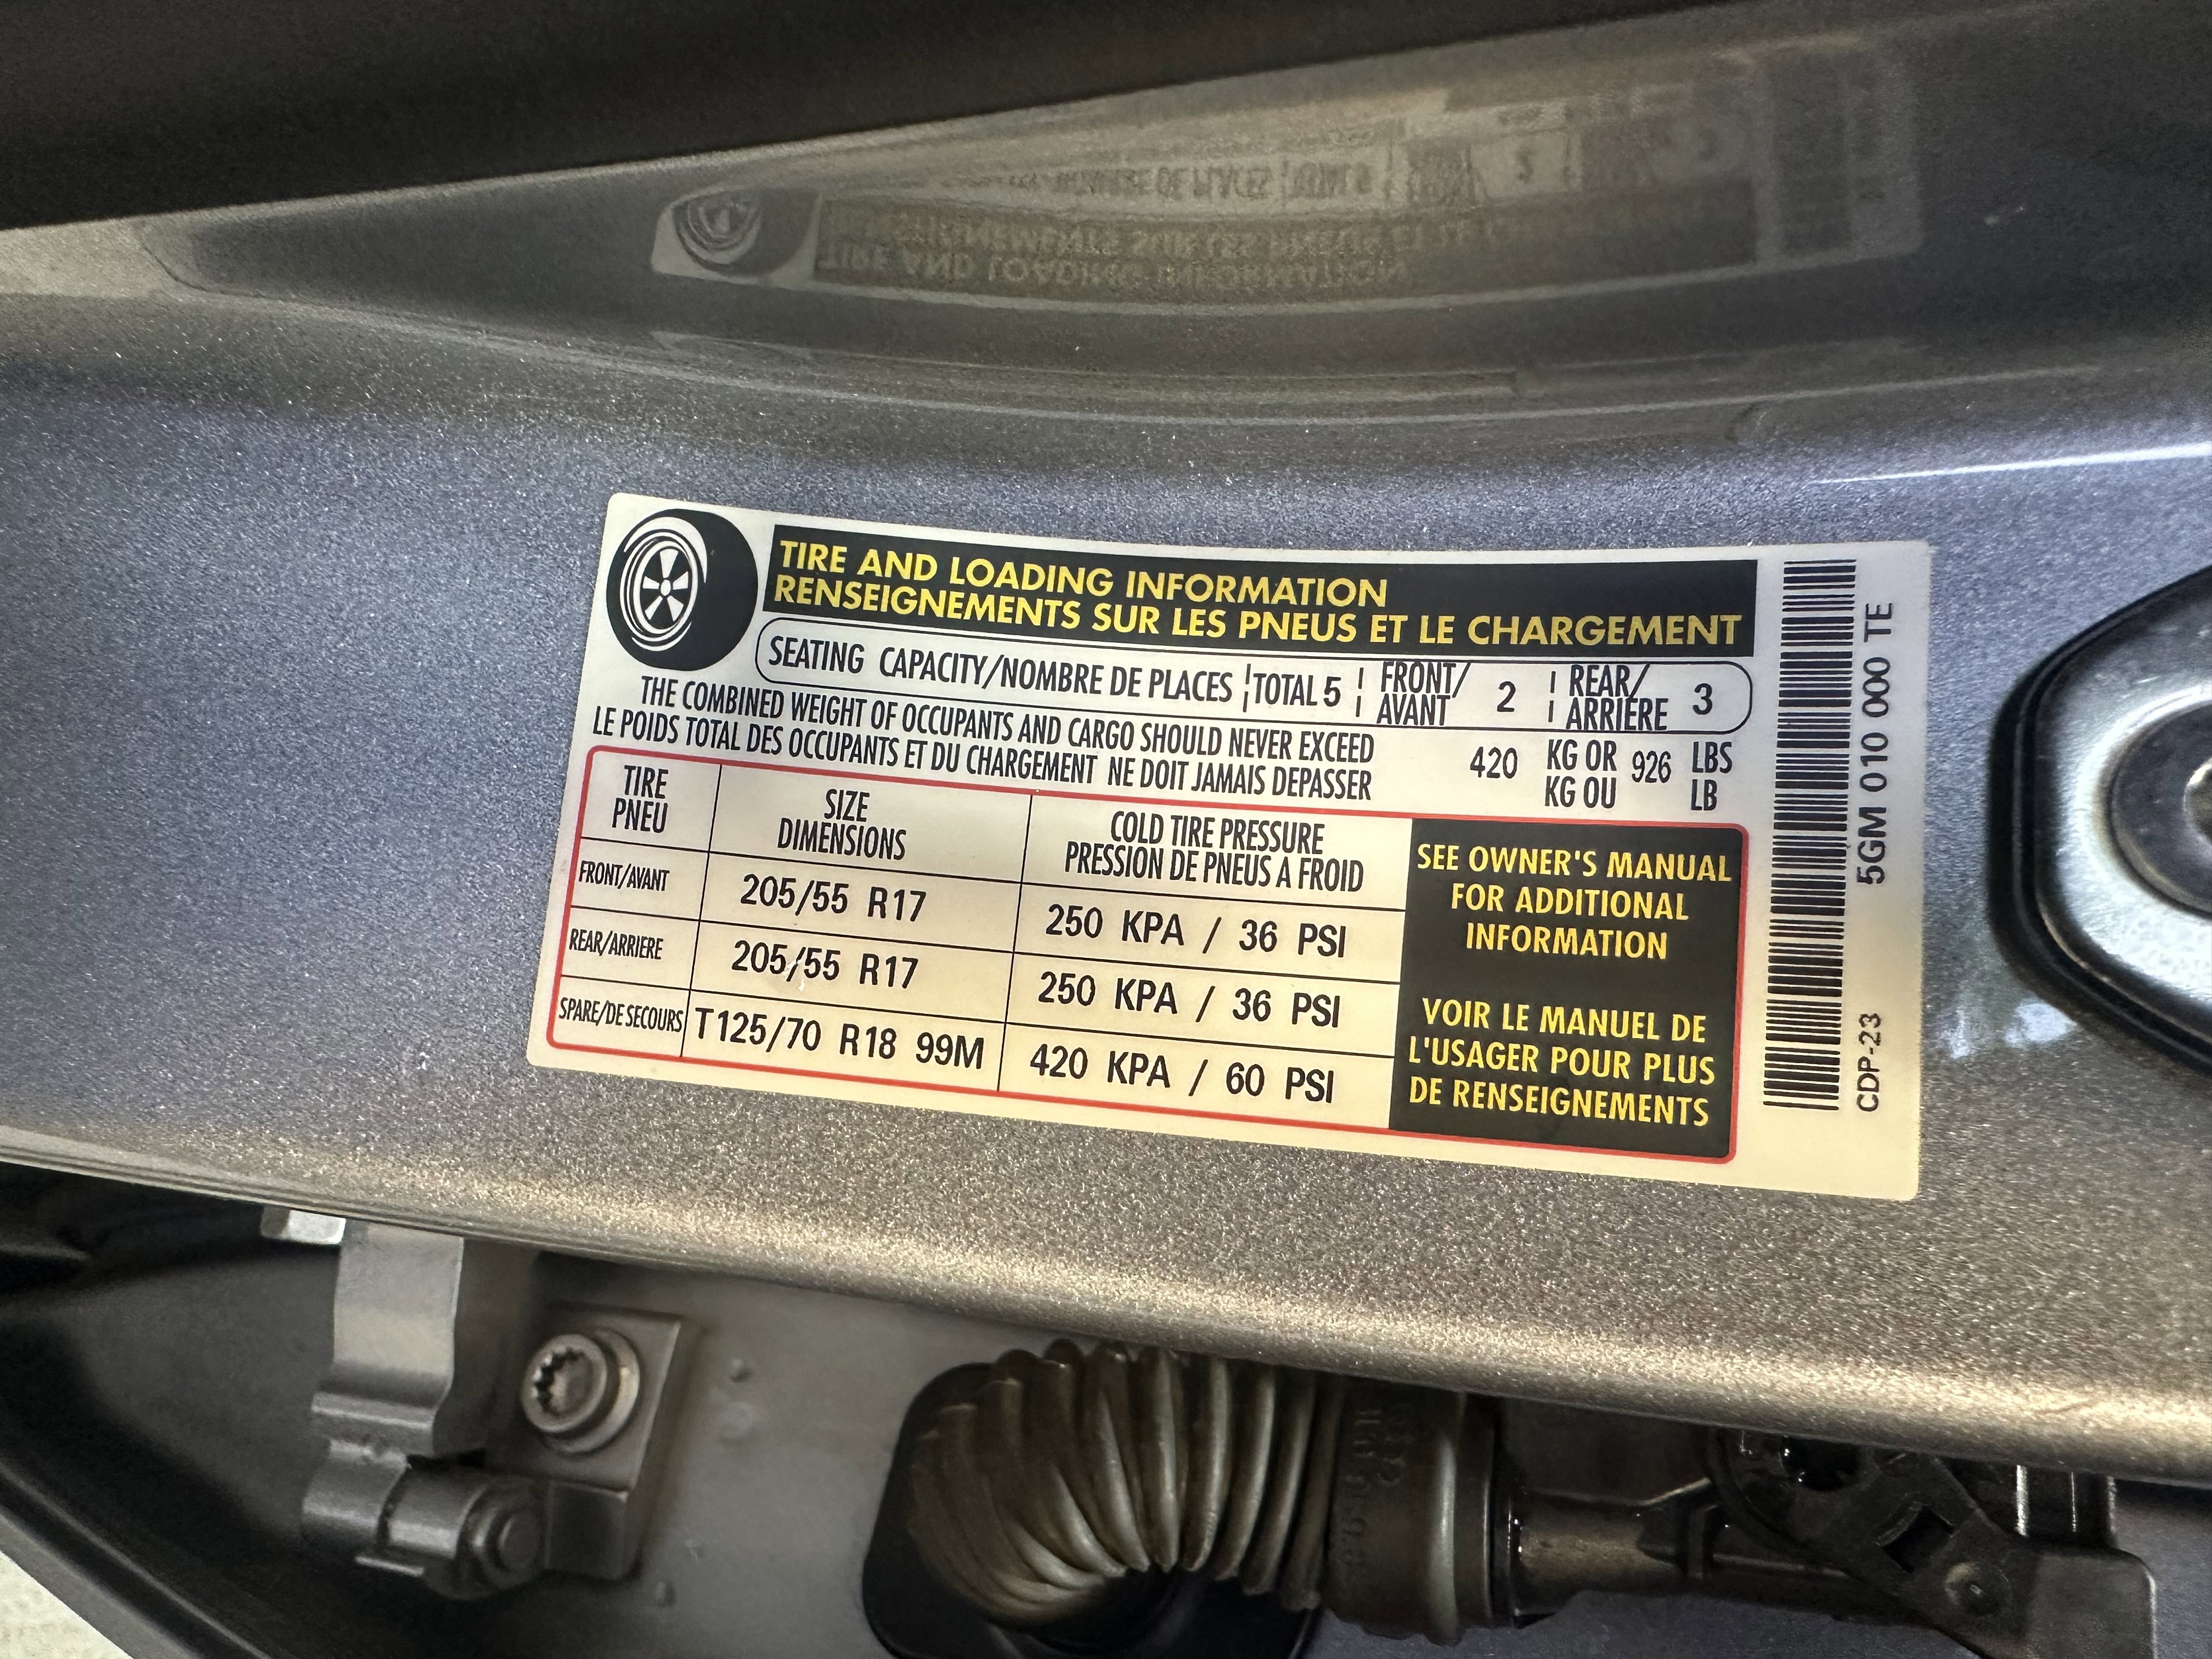 TIRE AND LOADING INFORMATION
RENSEIGNEMENTS SUR LES PNEUS ET LE CHARGEMENT
SEATING CAPACITY/NOMBRE DE PLACES TOTAL 5 FRONT/AVANT 2 REAR/ARRIERE 3
THE COMBINED WEIGHT OF OCCUPANTS AND CARGO SHOULD NEVER EXCEED 420 KG OR 926 LBS
LE POIDS TOTAL DES OCCUPANTS ET DU CHARGEMENT NE DOIT JAMAIS DEPASSER KG OU LB
TIRE SIZE COLD TIRE PRESSURE
PNEU DIMENSIONS PRESSION DE PNEUS A FROID
FRONT/AVANT 205/55 R17 250 KPA / 36 PSI
REAR/ARRIERE 205/55 R17 250 KPA / 36 PSI
SPARE/DE SECOURS T125/70 R18 99M 420 KPA / 60 PSI
SEE OWNER'S MANUAL
FOR ADDITIONAL
INFORMATION
VOIR LE MANUEL DE
L'USAGER POUR PLUS
DE RENSEIGNEMENTS
CDP-23 5GM 010 000 TE